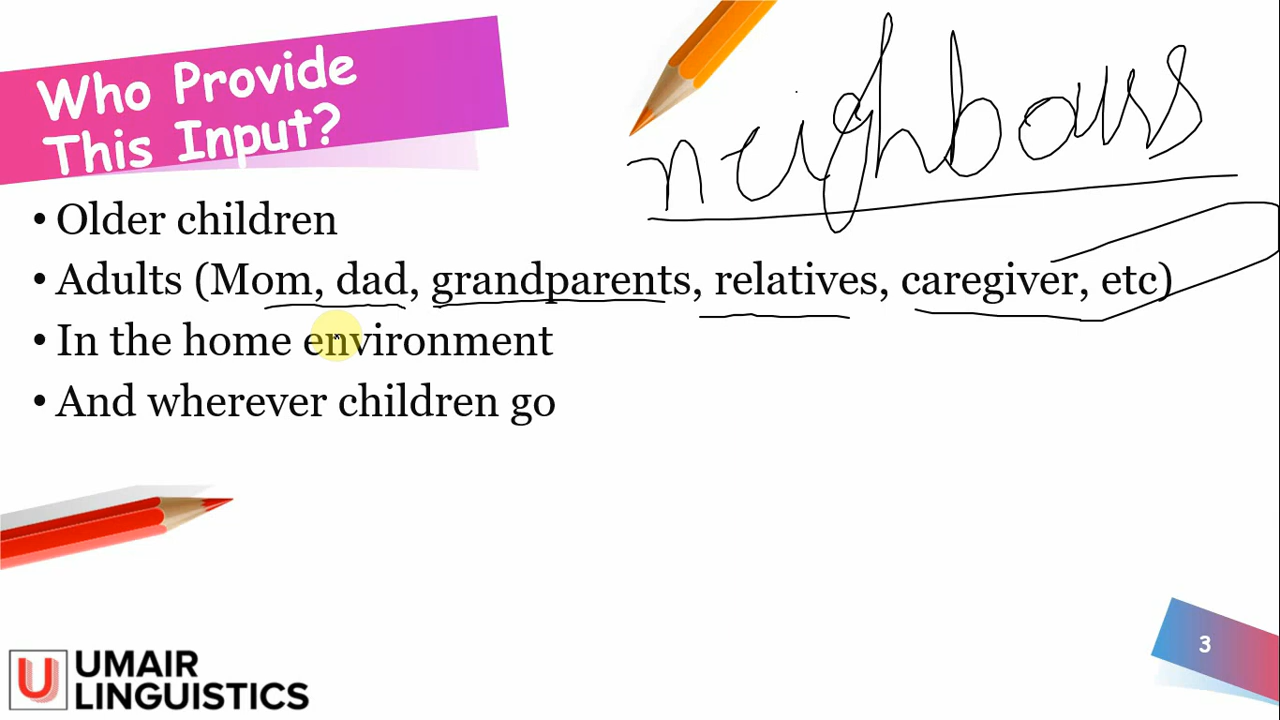 Who Provide
This Input?
neighbours
• Older children
• Adults (Mom, dad, grandparents, relatives, caregiver, etc)
• In the home environment
• And wherever children go
3
U UMAIR
LINGUISTICS